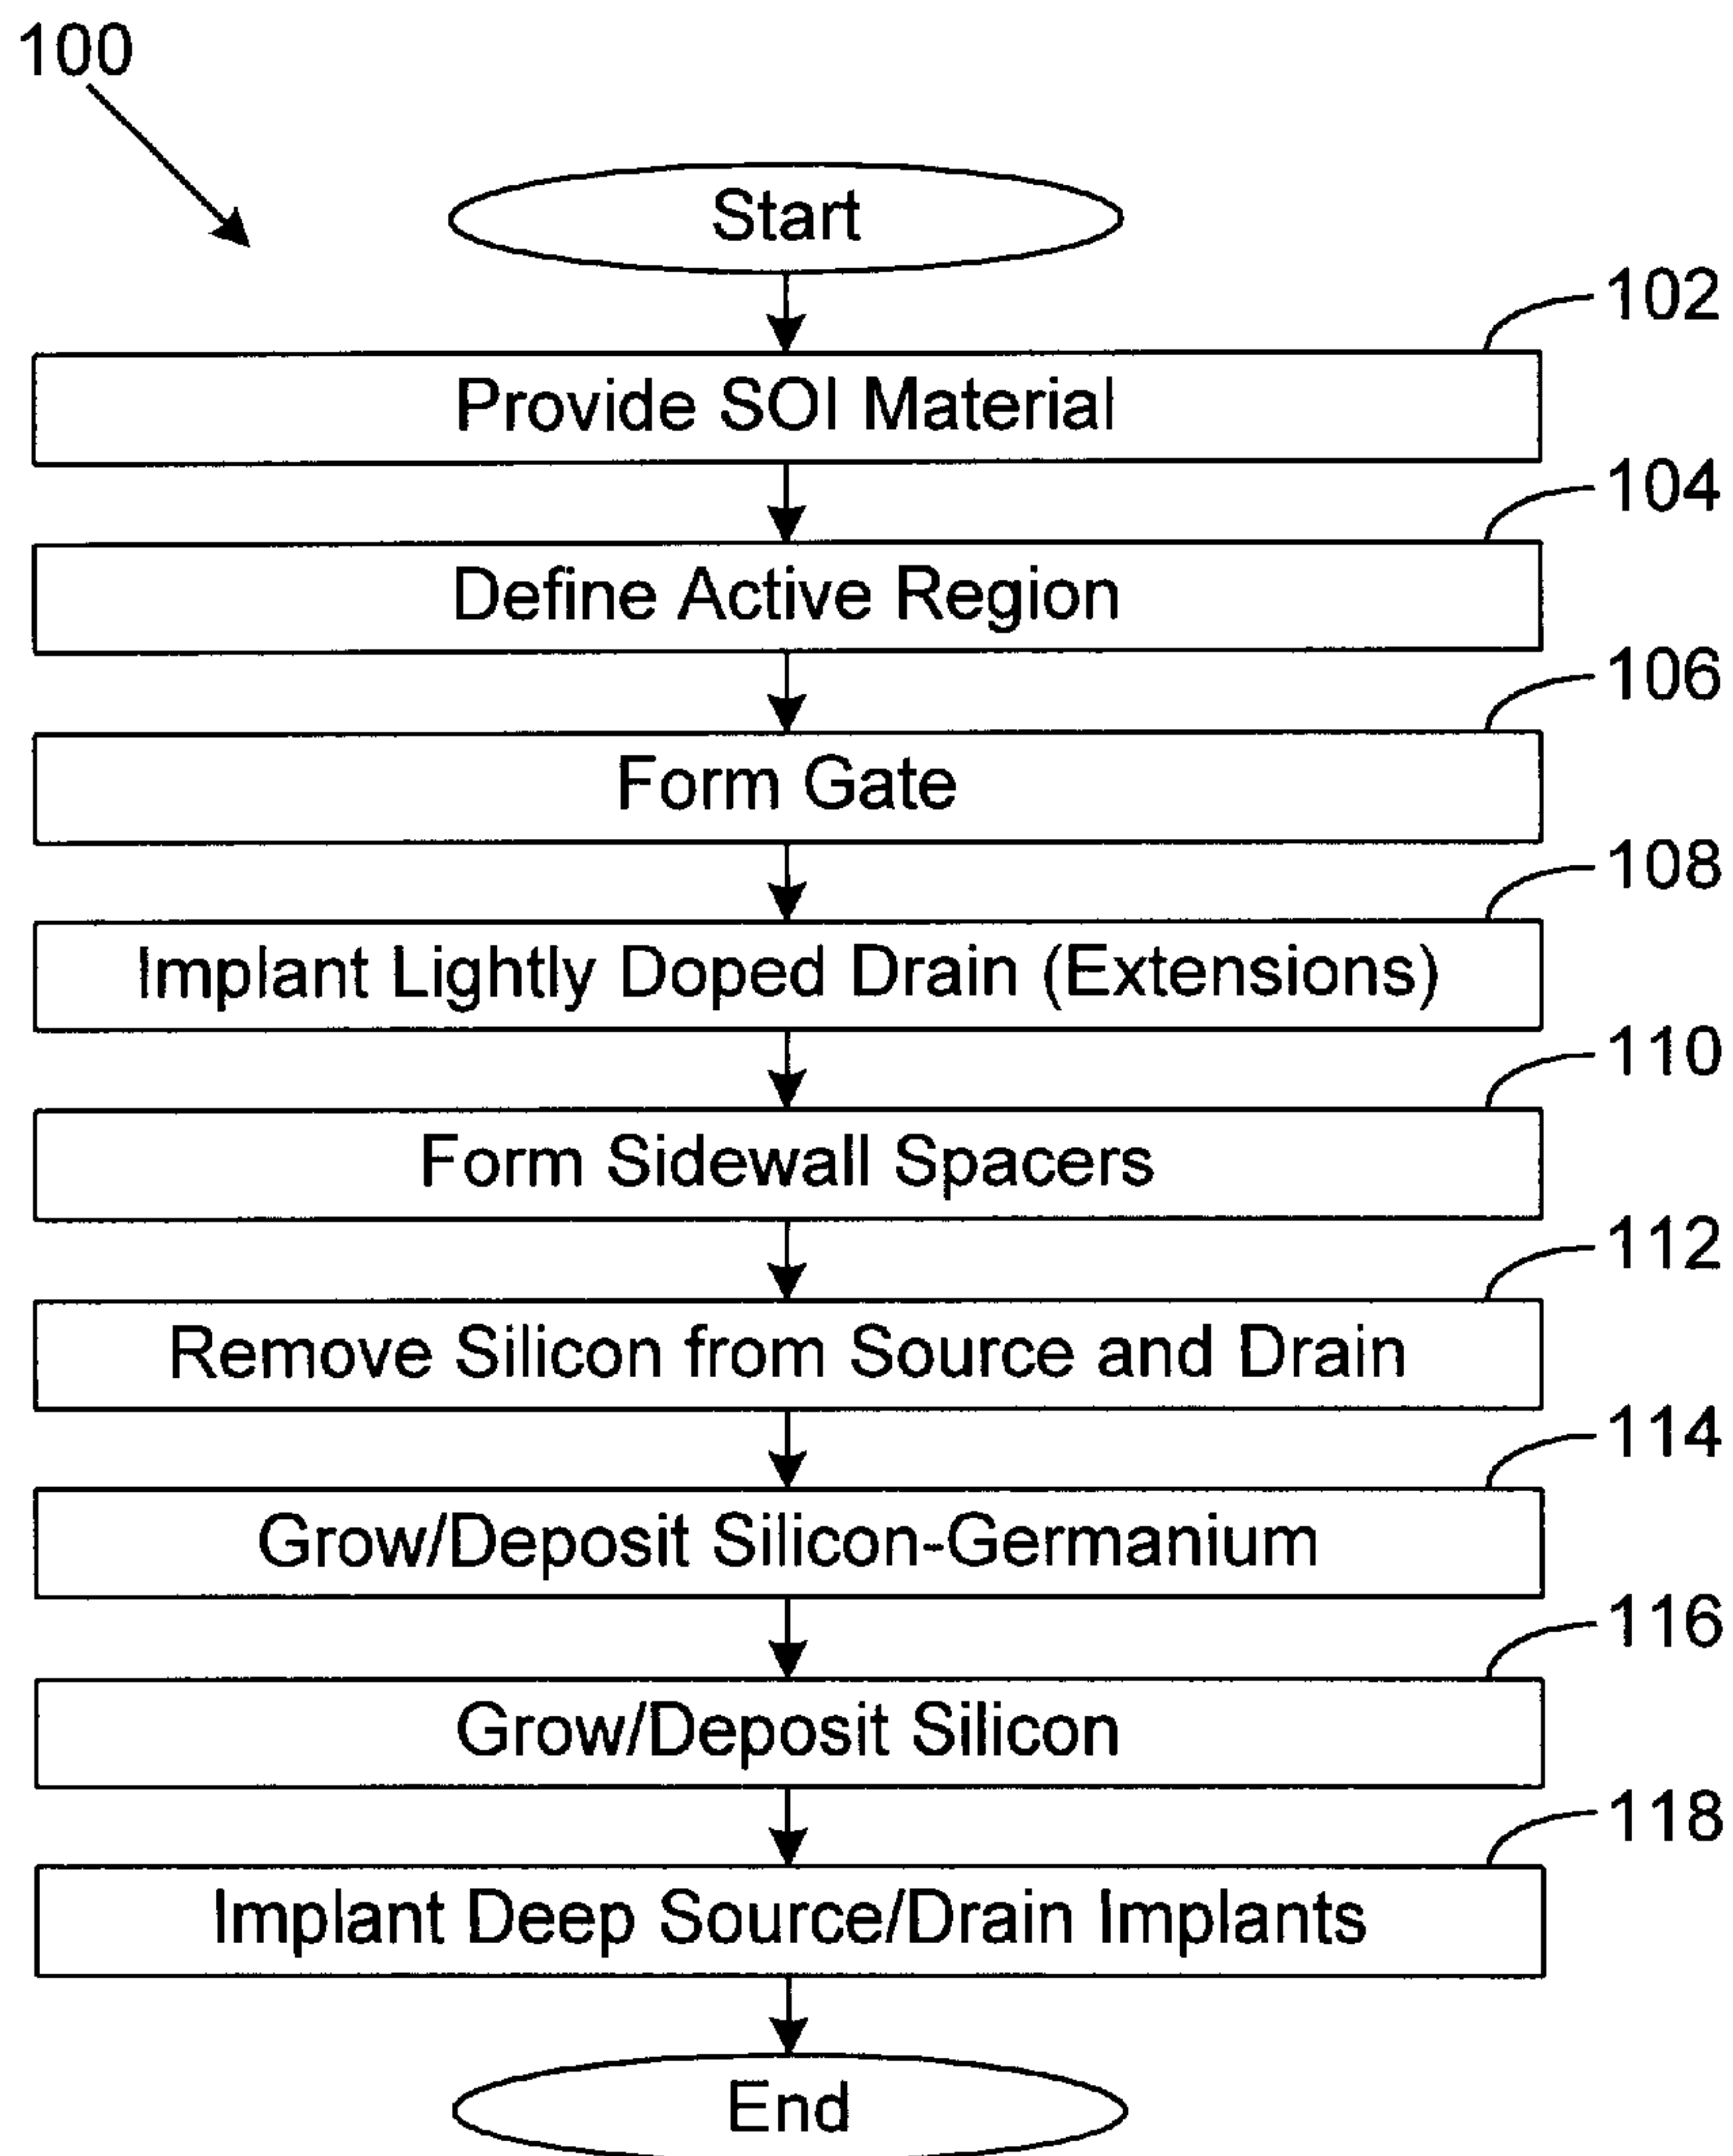 100
Start
102
Provide SOI Material
104
Define Active Region
106
Form Gate
108
Implant Lightly Doped Drain (Extensions)
110
Form Sidewall Spacers
112
Remove Silicon from Source and Drain
114
Grow/Deposit Silicon-Germanium
116
Grow/Deposit Silicon
118
Implant Deep Source/Drain Implants
End